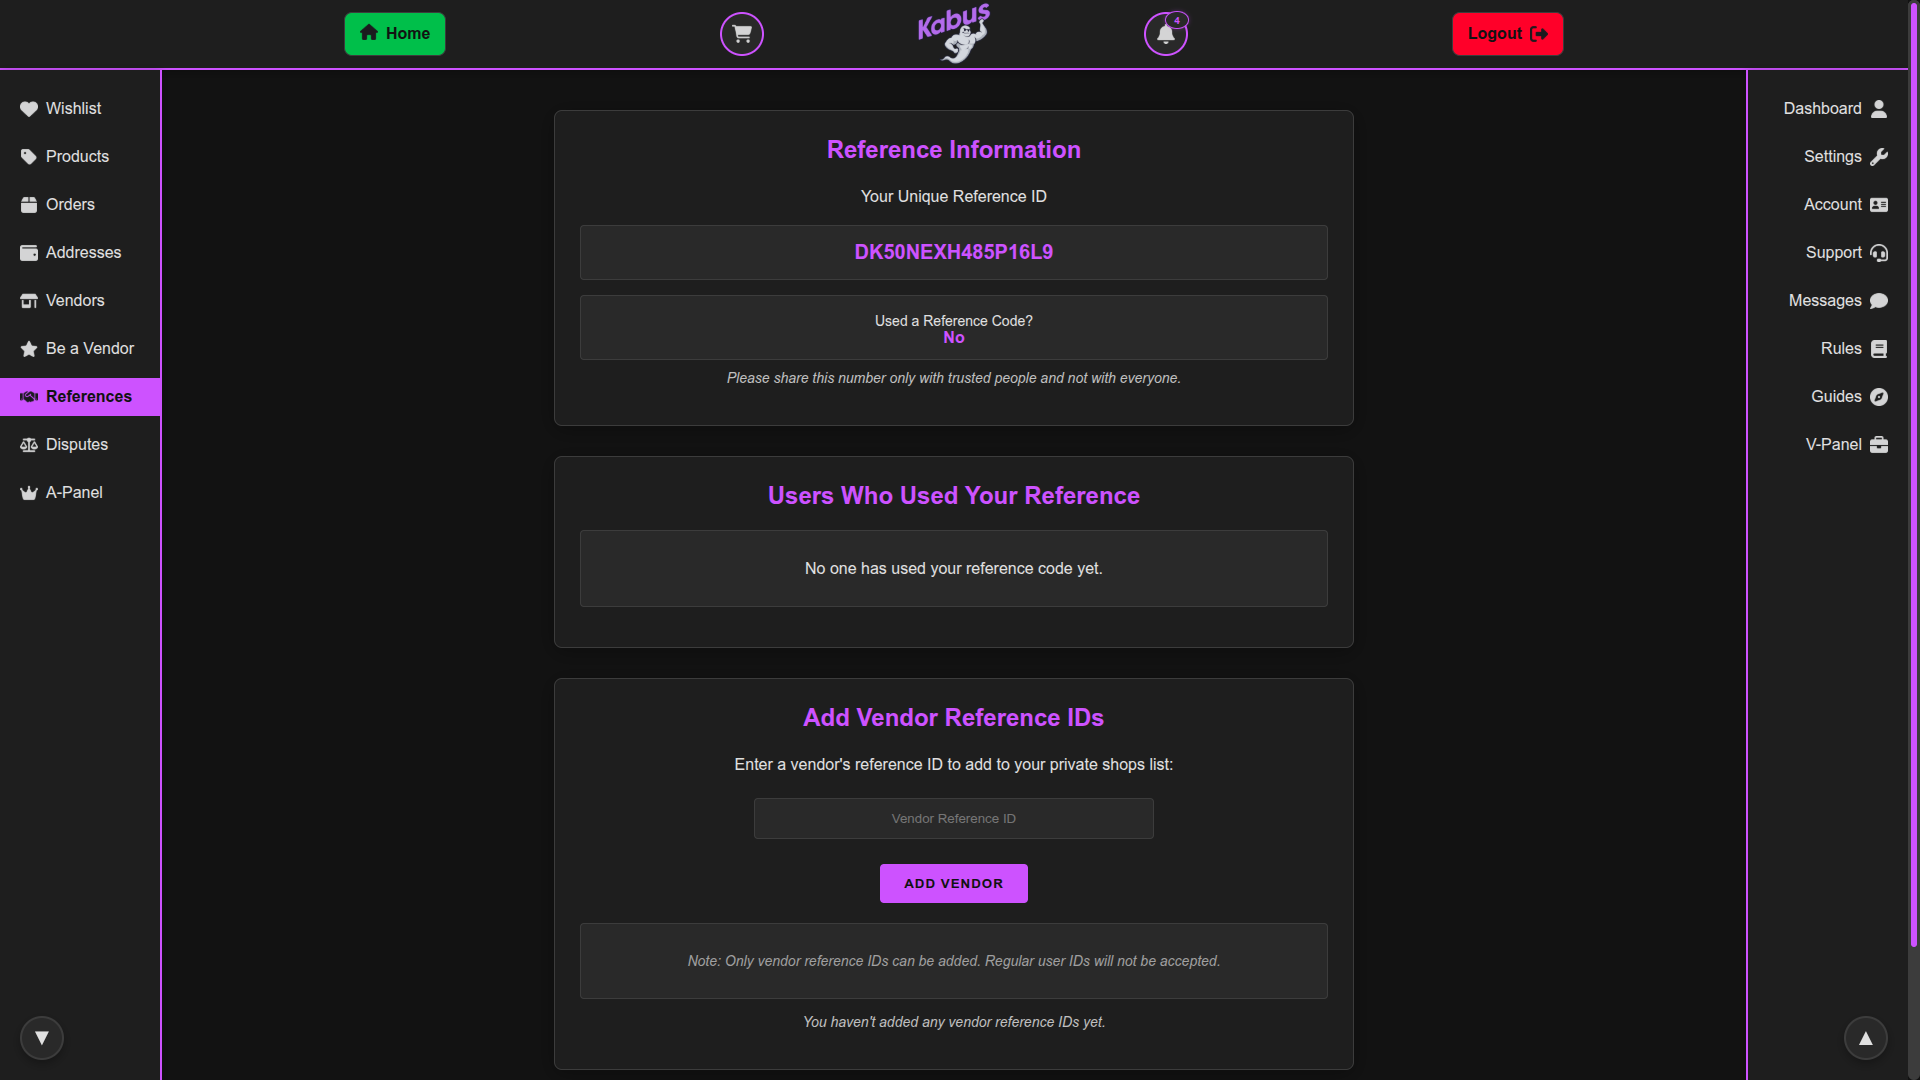 Home
Kabus
4
Logout
Wishlist
Products
Orders
Addresses
Vendors
Be a Vendor
References
Disputes
A-Panel
Reference Information
Your Unique Reference ID
DK50NEXH485P16L9
Used a Reference Code?
No
Please share this number only with trusted people and not with everyone.
Users Who Used Your Reference
No one has used your reference code yet.
Add Vendor Reference IDs
Enter a vendor's reference ID to add to your private shops list:
Vendor Reference ID
ADD VENDOR
Note: Only vendor reference IDs can be added. Regular user IDs will not be accepted.
You haven't added any vendor reference IDs yet.
Dashboard
Settings
Account
Support
Messages
Rules
Guides
V-Panel